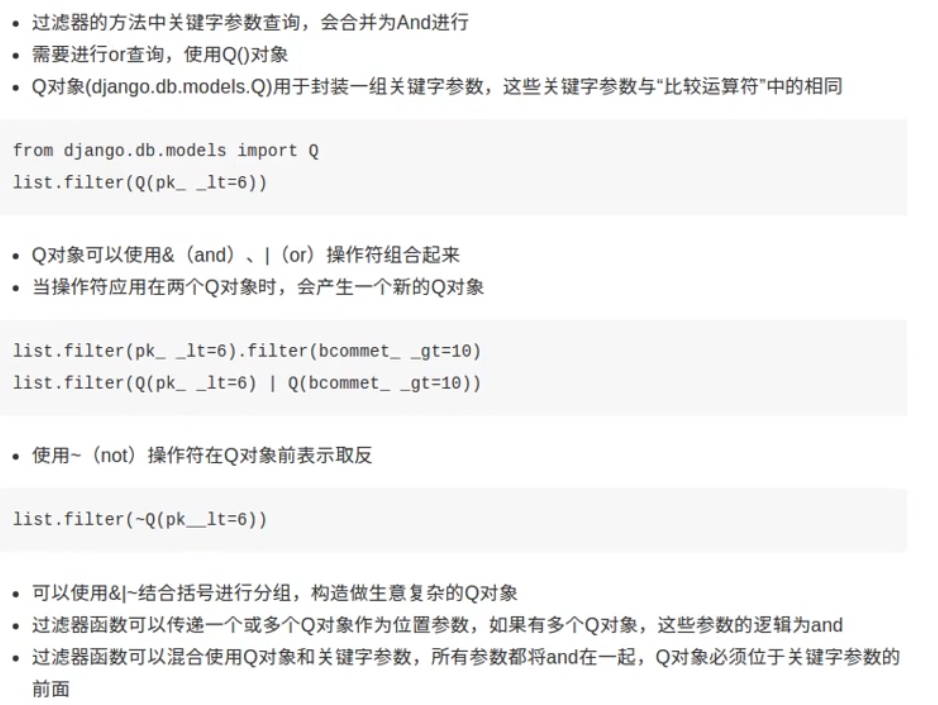 过滤器的方法中关键字参数查询，会合并为And进行
需要进行or查询，使用Q()对象
Q对象(django.db.models.Q)用于封装一组关键字参数，这些关键字参数与“比较运算符”中的相同
from django.db.models import Q
list.filter(Q(pk_ _lt=6))
Q对象可以使用&（and）、|（or）操作符组合起来
当操作符应用在两个Q对象时，会产生一个新的Q对象
list.filter(pk_ _lt=6).filter(bcommet_ _gt=10)
list.filter(Q(pk_ _lt=6) | Q(bcommet_ _gt=10))
使用~（not）操作符在Q对象前表示取反
list.filter(~Q(pk__lt=6))
可以使用&|~结合括号进行分组，构造做生意复杂的Q对象
过滤器函数可以传递一个或多个Q对象作为位置参数，如果有多个Q对象，这些参数的逻辑为and
过滤器函数可以混合使用Q对象和关键字参数，所有参数都将and在一起，Q对象必须位于关键字参数的
前面